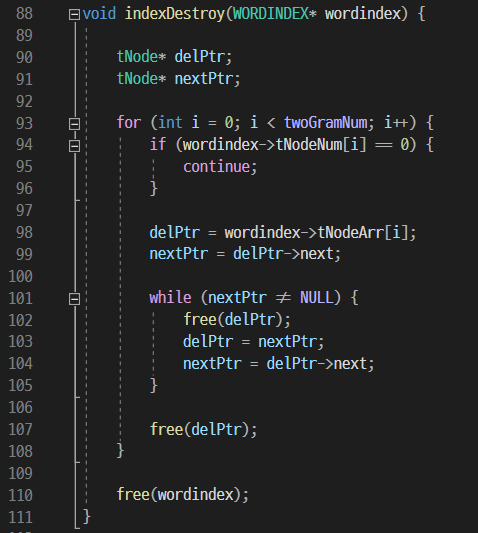 88 void indexDestroy(WORDINDEX* wordindex) {
89
90 tNode* delPtr;
91 tNode* nextPtr;
92
93 for (int i = 0; i < twoGramNum; i++) {
94 if (wordindex->tNodeNum[i] == 0) {
95 continue;
96 }
97
98 delPtr = wordindex->tNodeArr[i];
99 nextPtr = delPtr->next;
100
101 while (nextPtr != NULL) {
102 free(delPtr);
103 delPtr = nextPtr;
104 nextPtr = delPtr->next;
105 }
106
107 free(delPtr);
108 }
109
110 free(wordindex);
111 }